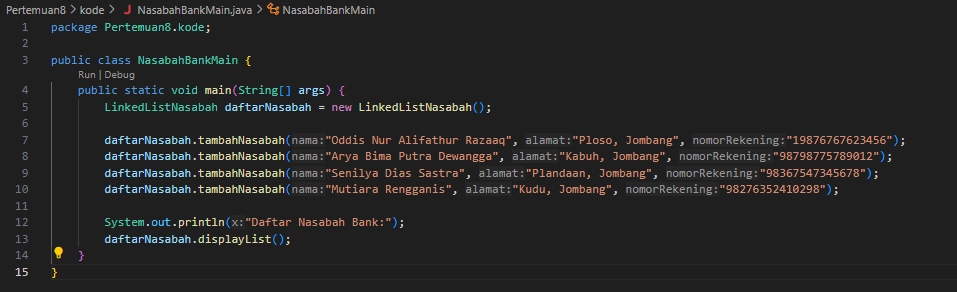 Pertemuan8 > kode > J NasabahBankMain.java > NasabahBankMain
1 package Pertemuan8.kode;
2
3 public class NasabahBankMain {
Run | Debug
4 public static void main(String[] args) {
5 LinkedListNasabah daftarNasabah = new LinkedListNasabah();
6
7 daftarNasabah.tambahNasabah(nama:"Oddis Nur Alifathur Razaaq", alamat:"Ploso, Jombang", nomorRekening:"19876767623456");
8 daftarNasabah.tambahNasabah(nama:"Arya Bima Putra Dewangga", alamat:"Kabuh, Jombang", nomorRekening:"98798775789012");
9 daftarNasabah.tambahNasabah(nama:"Senilya Dias Sastra", alamat:"Plandaan, Jombang", nomorRekening:"98367547345678");
10 daftarNasabah.tambahNasabah(nama:"Mutiara Rengganis", alamat:"Kudu, Jombang", nomorRekening:"98276352410298");
11
12 System.out.println(x:"Daftar Nasabah Bank:");
13 daftarNasabah.displayList();
14 }
15 }